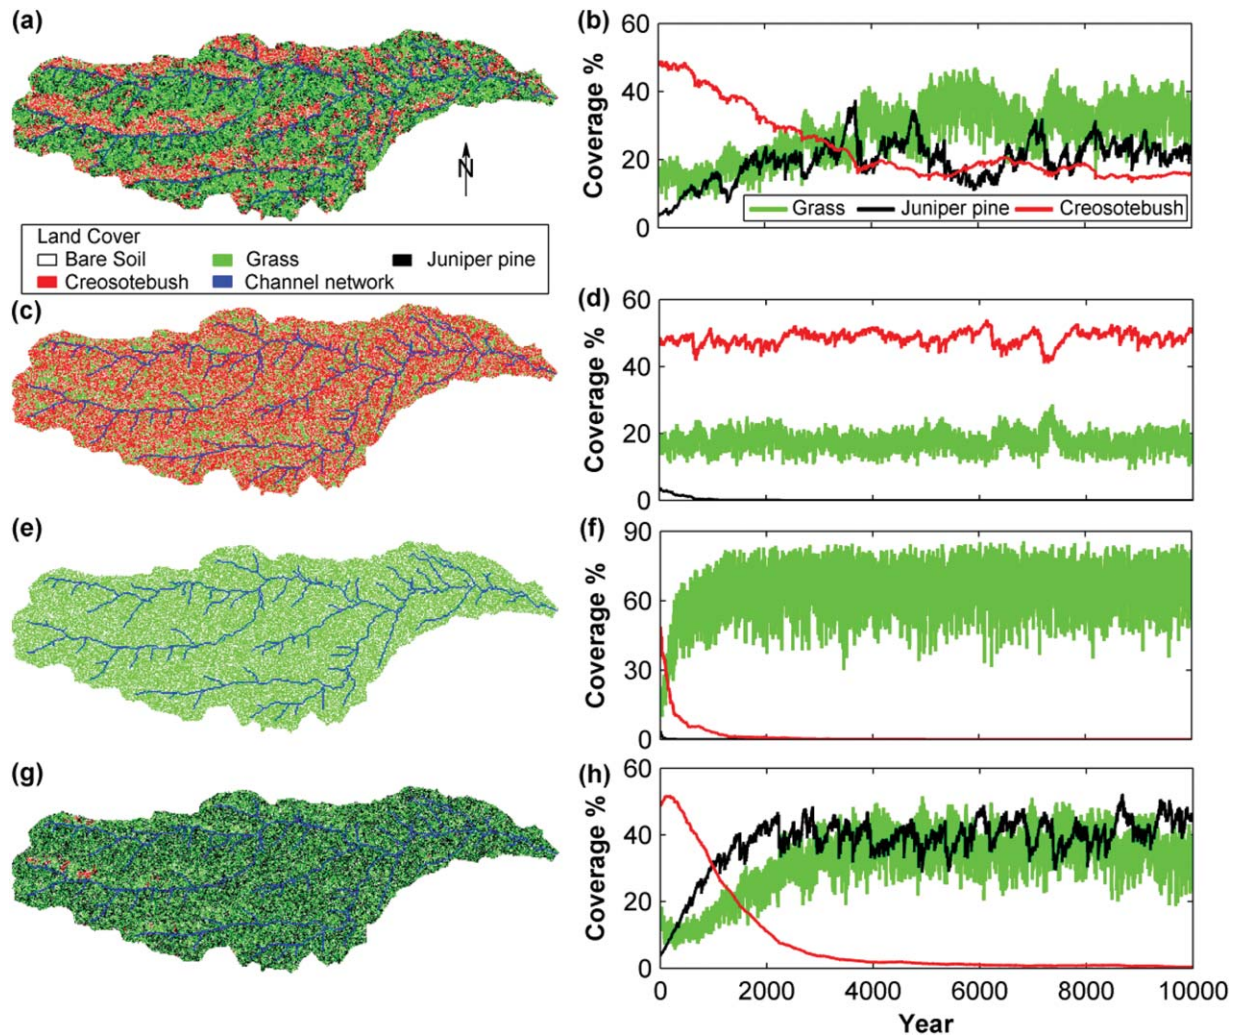 (a)
N
Land Cover
Bare Soil Grass Juniper pine
Creosotebush Channel network
(b)
60
40
20
0
Coverage %
Grass Juniper pine Creosotebush
(c)
(d)
60
40
20
0
Coverage %
(e)
(f)
90
60
30
0
Coverage %
(g)
(h)
60
40
20
0
Coverage %
0 2000 4000 6000 8000 10000
Year